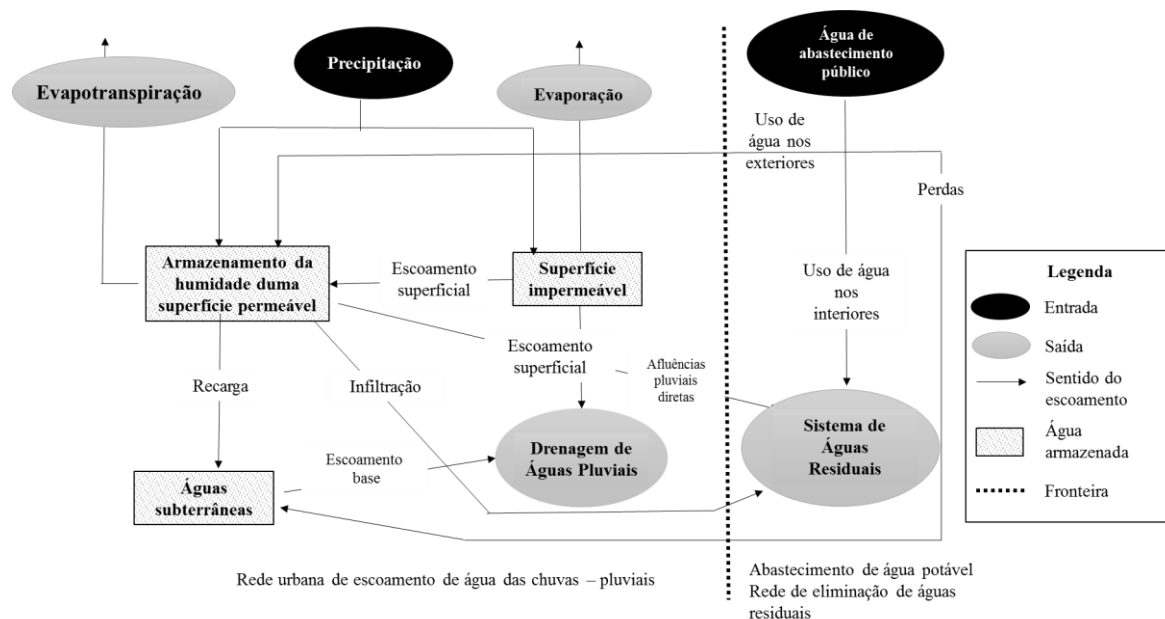 Evapotranspiração
Precipitação
Evaporação
Água de
abastecimento
público
Uso de
água nos
exteriores
Perdas
Armazenamento da
humidade duma
superfície permeável
Escoamento
superficial
Superfície
impermeável
Uso de água
nos
interiores
Recarga
Infiltração
Escoamento
superficial
Afluências
pluviais
diretas
Escoamento
base
Drenagem de
Águas Pluviais
Sistema de
Águas
Residuais
Águas
subterrâneas
Legenda
Entrada
Saída
Sentido do
escoamento
Água
armazenada
Fronteira
Rede urbana de escoamento de água das chuvas – pluviais
Abastecimento de água potável
Rede de eliminação de águas
residuais